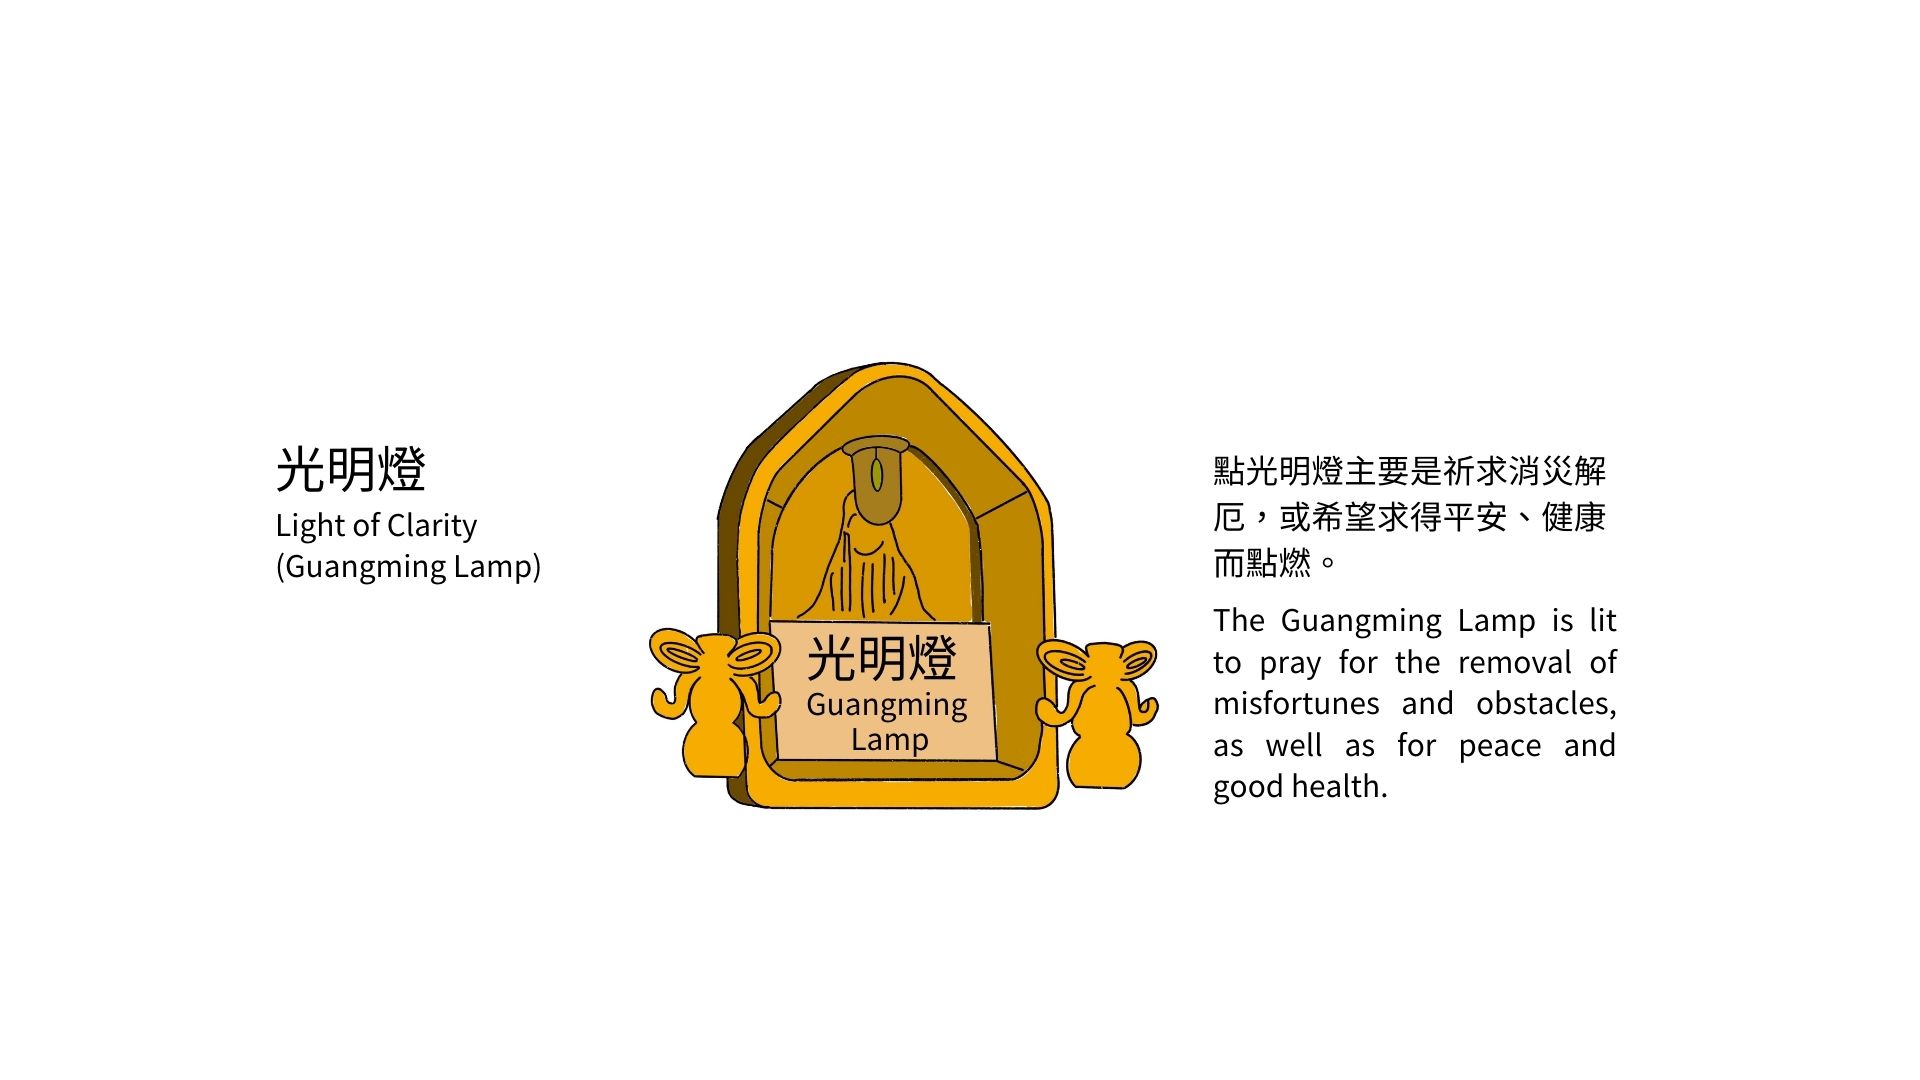 光明燈
Light of Clarity
(Guangming Lamp)
光明燈
Guangming
Lamp
點光明燈主要是祈求消災解
厄，或希望求得平安、健康
而點燃。
The Guangming Lamp is lit
to pray for the removal of
misfortunes and obstacles,
as well as for peace and
good health.